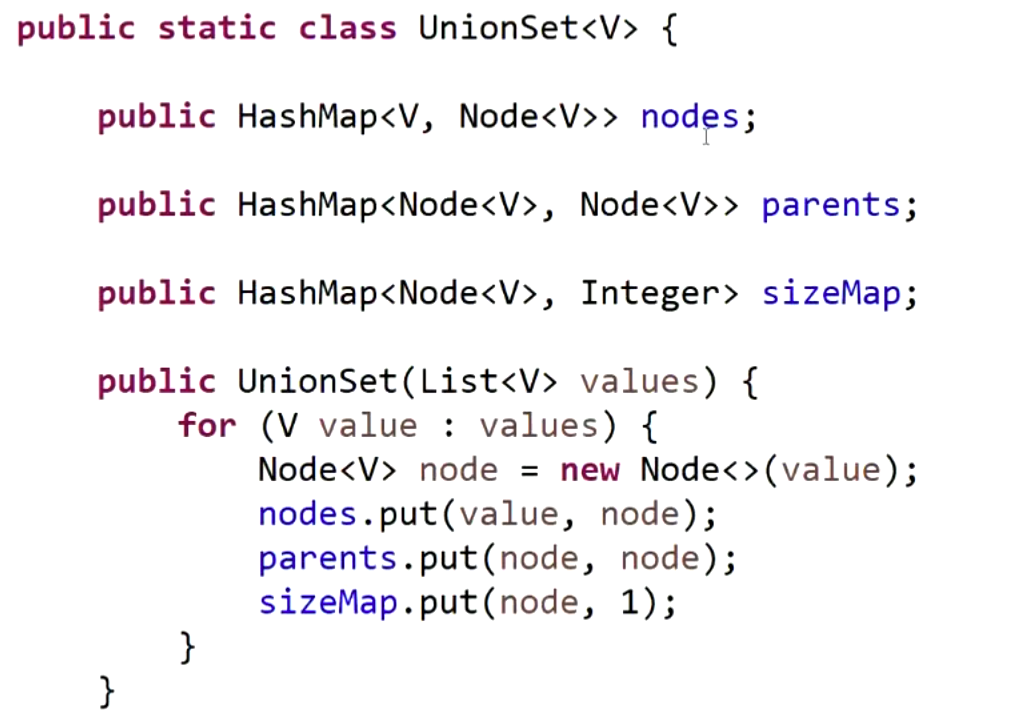 public static class UnionSet<V> {
public HashMap<V, Node<V>> nodes;
public HashMap<Node<V>, Node<V>> parents;
public HashMap<Node<V>, Integer> sizeMap;
public UnionSet(List<V> values) {
for (V value : values) {
Node<V> node = new Node<>(value);
nodes.put(value, node);
parents.put(node, node);
sizeMap.put(node, 1);
}
}